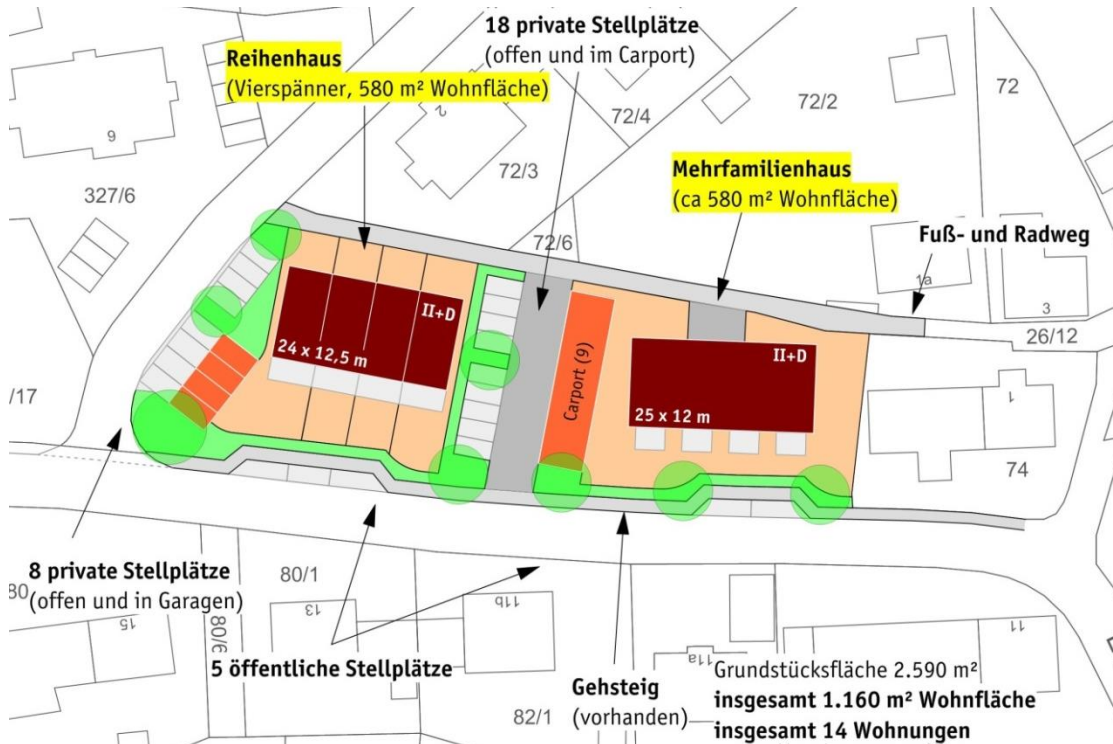 18 private Stellplätze
(offen und im Carport)
Reihenhaus
(Vierspänner, 580 m² Wohnfläche)
72
72/2
72/4
9
2
72/3
Mehrfamilienhaus
(ca 580 m² Wohnfläche)
327/6
72/6
Fuß- und Radweg
1a
3
26/12
II+D
24 x 12,5 m
II+D
25 x 12 m
Carport (9)
/17
1
74
8 private Stellplätze
(offen und in Garagen)
80
80/1
80/6
13
15
11b
11a
11
5 öffentliche Stellplätze
Gehsteig
(vorhanden)
82/1
Grundstücksfläche 2.590 m²
insgesamt 1.160 m² Wohnfläche
insgesamt 14 Wohnungen